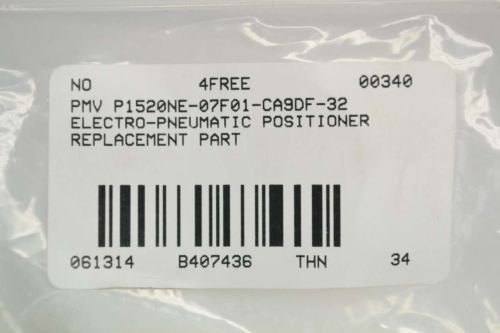 NO 4FREE 00340
PMV P1520NE-07F01-CA9DF-32
ELECTRO-PNEUMATIC POSITIONER
REPLACEMENT PART
061314 B407436 THN 34